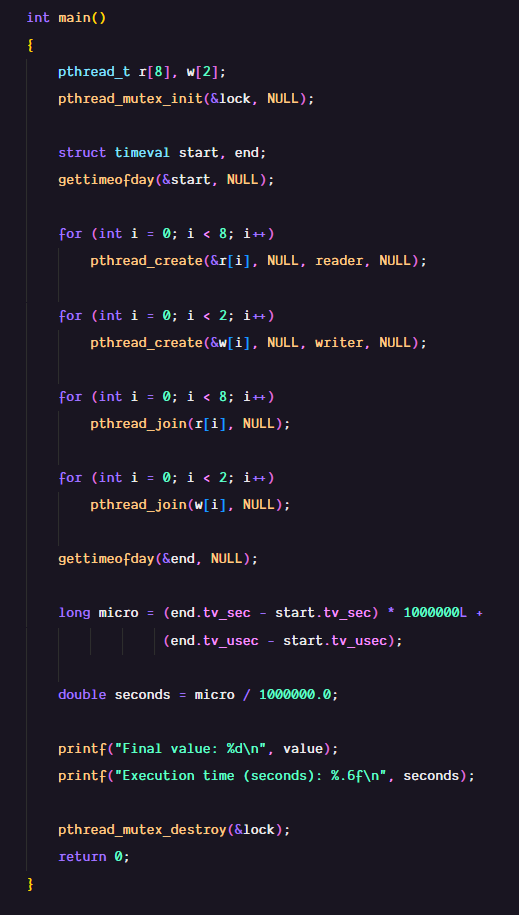 int main()
{
    pthread_t r[8], w[2];
    pthread_mutex_init(&lock, NULL);

    struct timeval start, end;
    gettimeofday(&start, NULL);

    for (int i = 0; i < 8; i++)
        pthread_create(&r[i], NULL, reader, NULL);

    for (int i = 0; i < 2; i++)
        pthread_create(&w[i], NULL, writer, NULL);

    for (int i = 0; i < 8; i++)
        pthread_join(r[i], NULL);

    for (int i = 0; i < 2; i++)
        pthread_join(w[i], NULL);

    gettimeofday(&end, NULL);

    long micro = (end.tv_sec - start.tv_sec) * 1000000L +
                 (end.tv_usec - start.tv_usec);

    double seconds = micro / 1000000.0;

    printf("Final value: %d\n", value);
    printf("Execution time (seconds): %.6f\n", seconds);

    pthread_mutex_destroy(&lock);
    return 0;
}